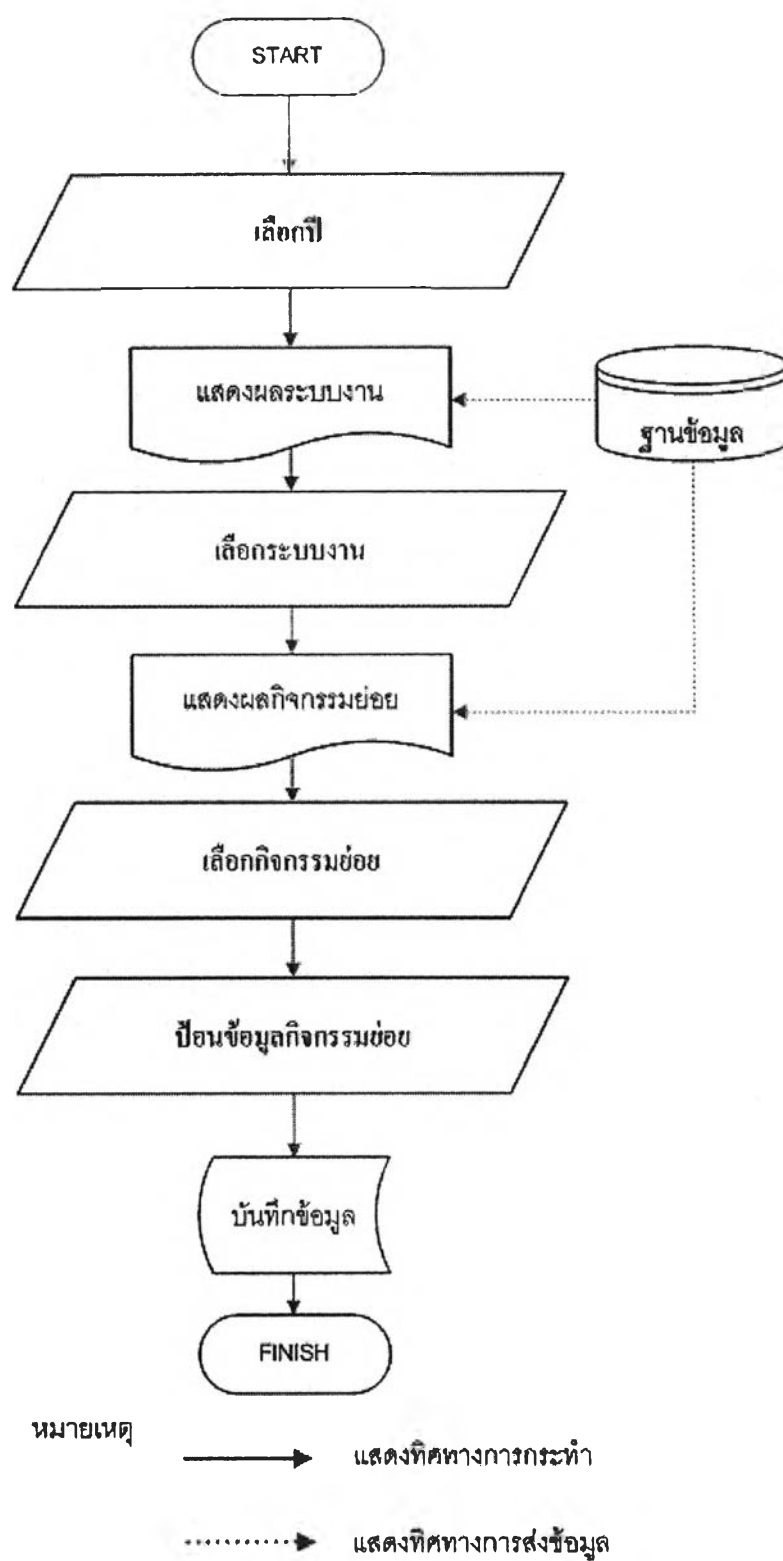 START
เลือกปี
แสดงผลระบบงาน
ฐานข้อมูล
เลือกระบบงาน
แสดงผลกิจกรรมย่อย
เลือกกิจกรรมย่อย
ป้อนข้อมูลกิจกรรมย่อย
บันทึกข้อมูล
FINISH
หมายเหตุ
แสดงทิศทางการกระทำ
แสดงทิศทางการส่งข้อมูล